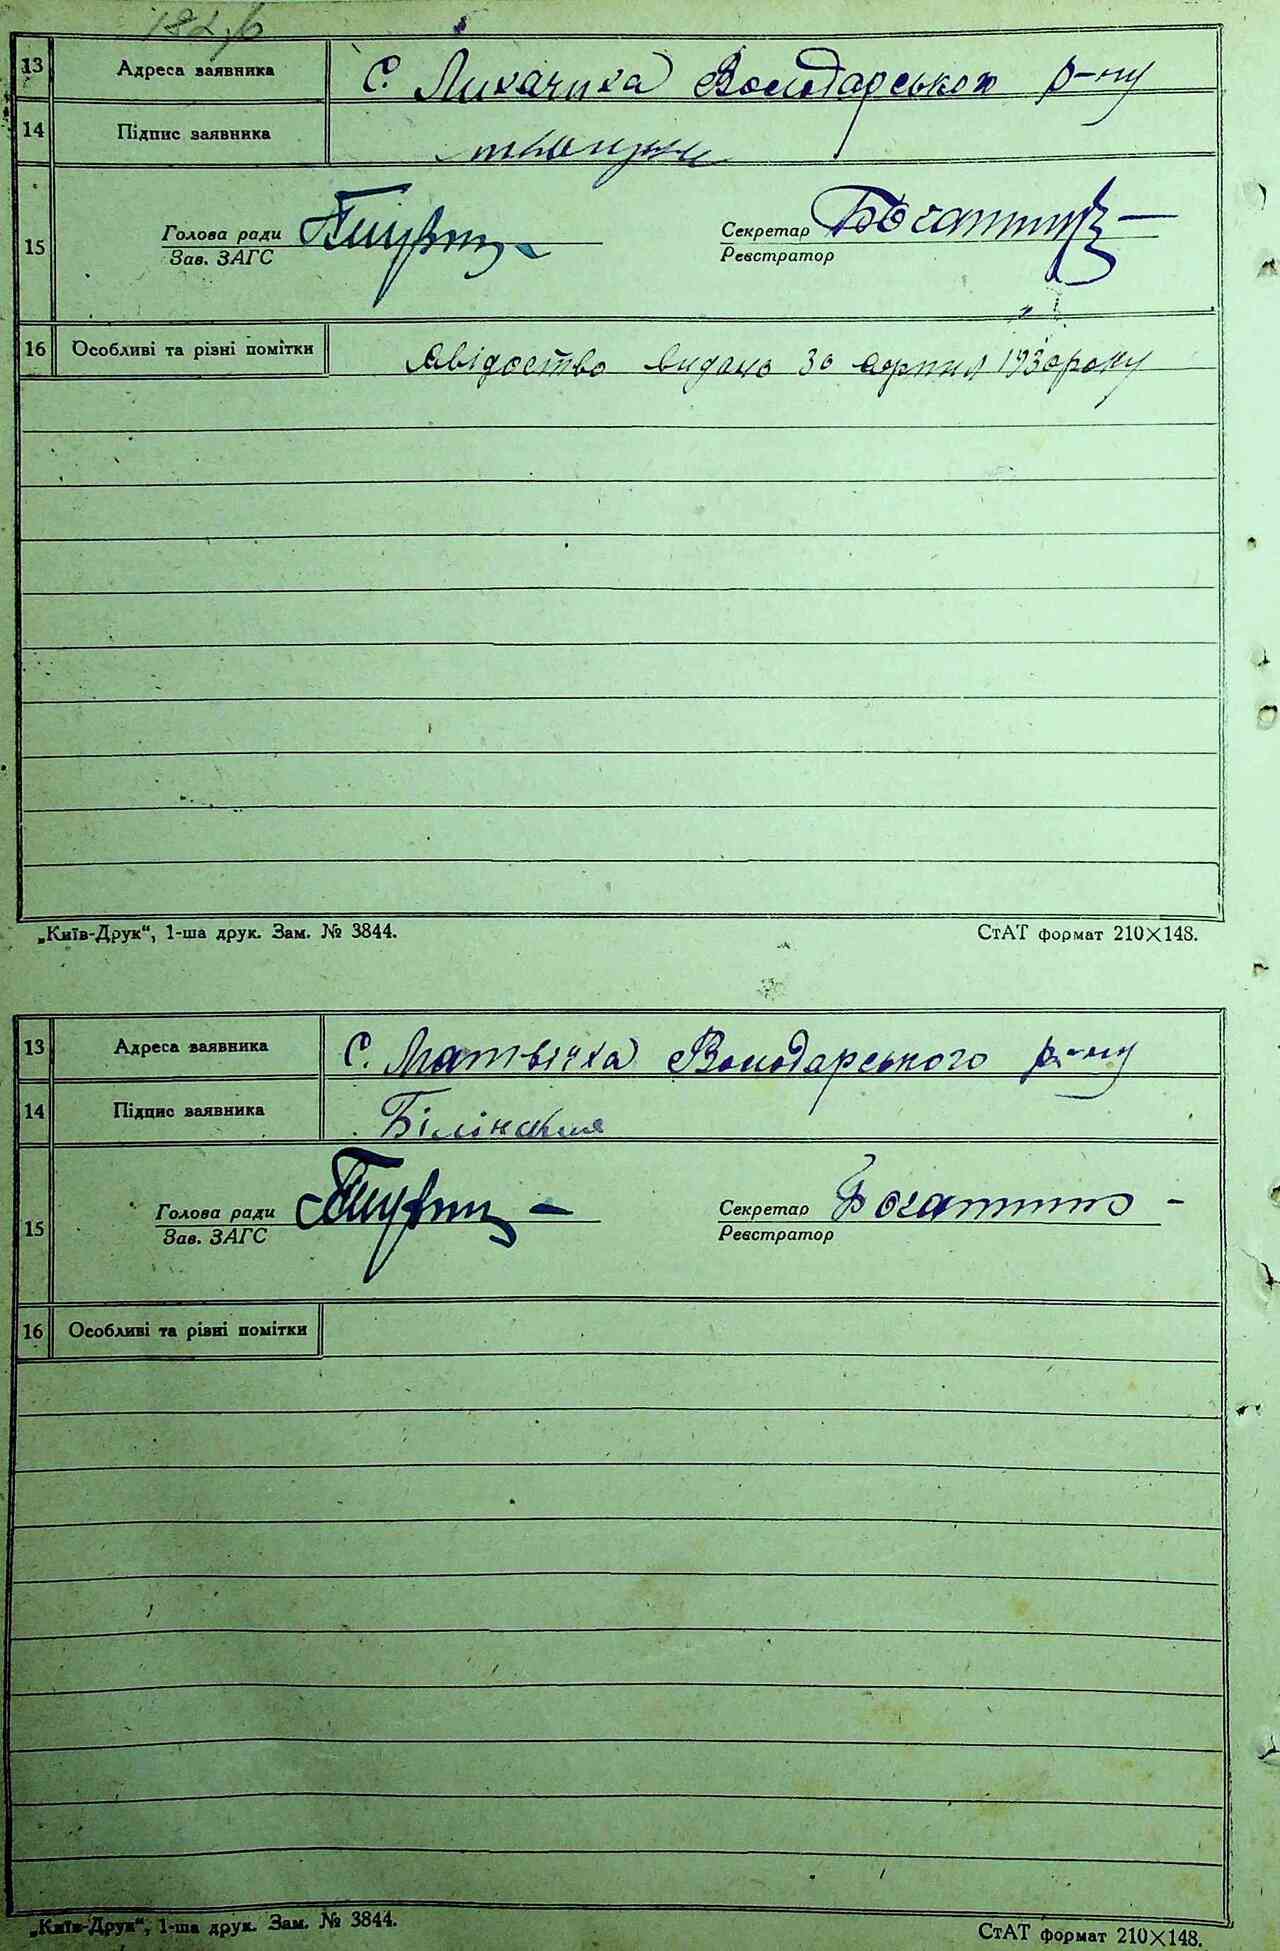 13 Адреса заявника с. Лихачиха Володарського р-ну
14 Підпис заявника
15 Голова ради Секретар
Зав. ЗАГС Реєстратор
16 Особливі та різні помітки свідоство видано 30 серпня 1930 року
„Київ-Друк“, 1-ша друк. Зам. № 3844. СтАТ формат 210×148.
13 Адреса заявника с. Матвіїха Володарського р-ну
14 Підпис заявника
15 Голова ради Секретар
Зав. ЗАГС Реєстратор
16 Особливі та різні помітки
„Київ-Друк“, 1-ша друк. Зам. № 3844. СтАТ формат 210×148.